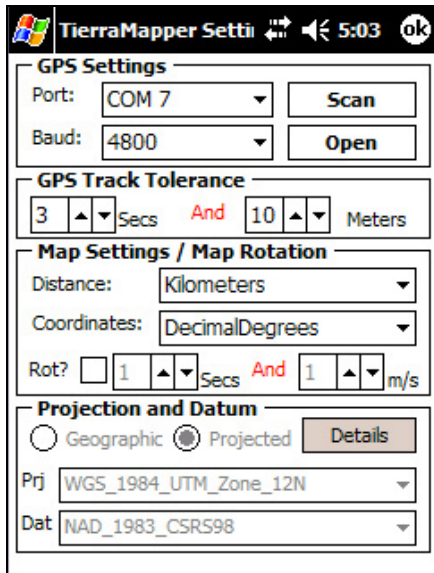 TierraMapper Setti 5:03 ok
GPS Settings
Port: COM 7 Scan
Baud: 4800 Open
GPS Track Tolerance
3 Secs And 10 Meters
Map Settings / Map Rotation
Distance: Kilometers
Coordinates: DecimalDegrees
Rot? 1 Secs And 1 m/s
Projection and Datum
Geographic Projected Details
Prj WGS_1984_UTM_Zone_12N
Dat NAD_1983_CSRS98